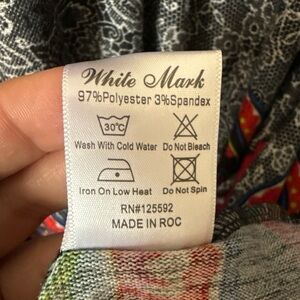 White Mark
97%Polyester 3%Spandex
30°C
Wash With Cold Water Do Not Bleach
Iron On Low Heat Do Not Spin
RN#125592
MADE IN ROC